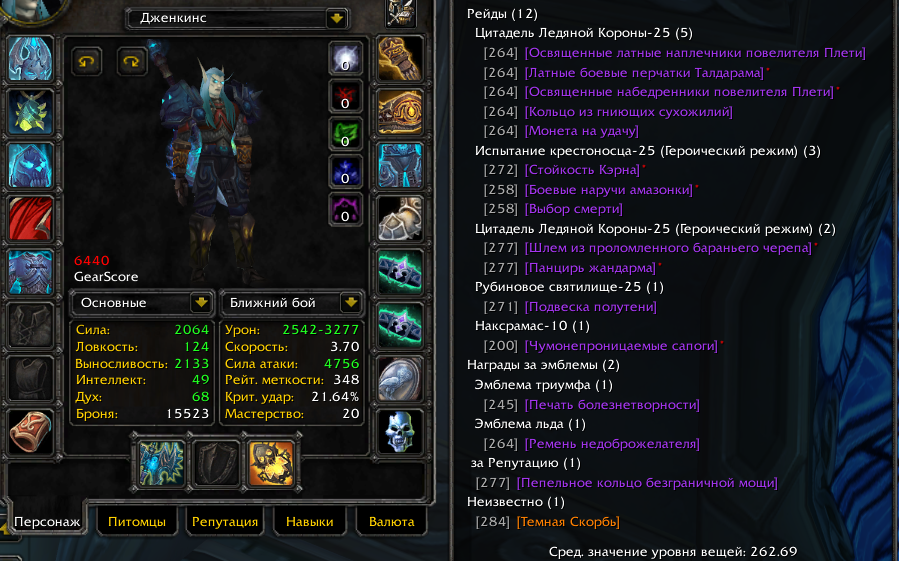 Дженкинс
0
0
0
0
0
6440
GearScore
Основные
Ближний бой
Сила: 2064
Ловкость: 124
Выносливость: 2133
Интеллект: 49
Дух: 68
Броня: 15523
Урон: 2542-3277
Скорость: 3.70
Сила атаки: 4756
Рейт. меткости: 348
Крит. удар: 21.64%
Мастерство: 20
Персонаж
Питомцы
Репутация
Навыки
Валюта
Рейды (12)
Цитадель Ледяной Короны-25 (5)
[264] [Освященные латные наплечники повелителя Плети]
[264] [Латные боевые перчатки Талдарама]*
[264] [Освященные набедренники повелителя Плети]*
[264] [Кольцо из гниющих сухожилий]
[264] [Монета на удачу]
Испытание крестоносца-25 (Героический режим) (3)
[272] [Стойкость Кэрна]*
[258] [Боевые наручи амазонки]*
[258] [Выбор смерти]
Цитадель Ледяной Короны-25 (Героический режим) (2)
[277] [Шлем из проломленного бараньего черепа]*
[277] [Панцирь жандарма]*
Рубиновое святилище-25 (1)
[271] [Подвеска полутени]
Наксрамас-10 (1)
[200] [Чумонепроницаемые сапоги]*
Награды за эмблемы (2)
Эмблема триумфа (1)
[245] [Печать болезнетворности]
Эмблема льда (1)
[264] [Ремень недоброжелателя]
за Репутацию (1)
[277] [Пепельное кольцо безграничной мощи]
Неизвестно (1)
[284] [Темная Скорбь]
Сред. значение уровня вещей: 262.69